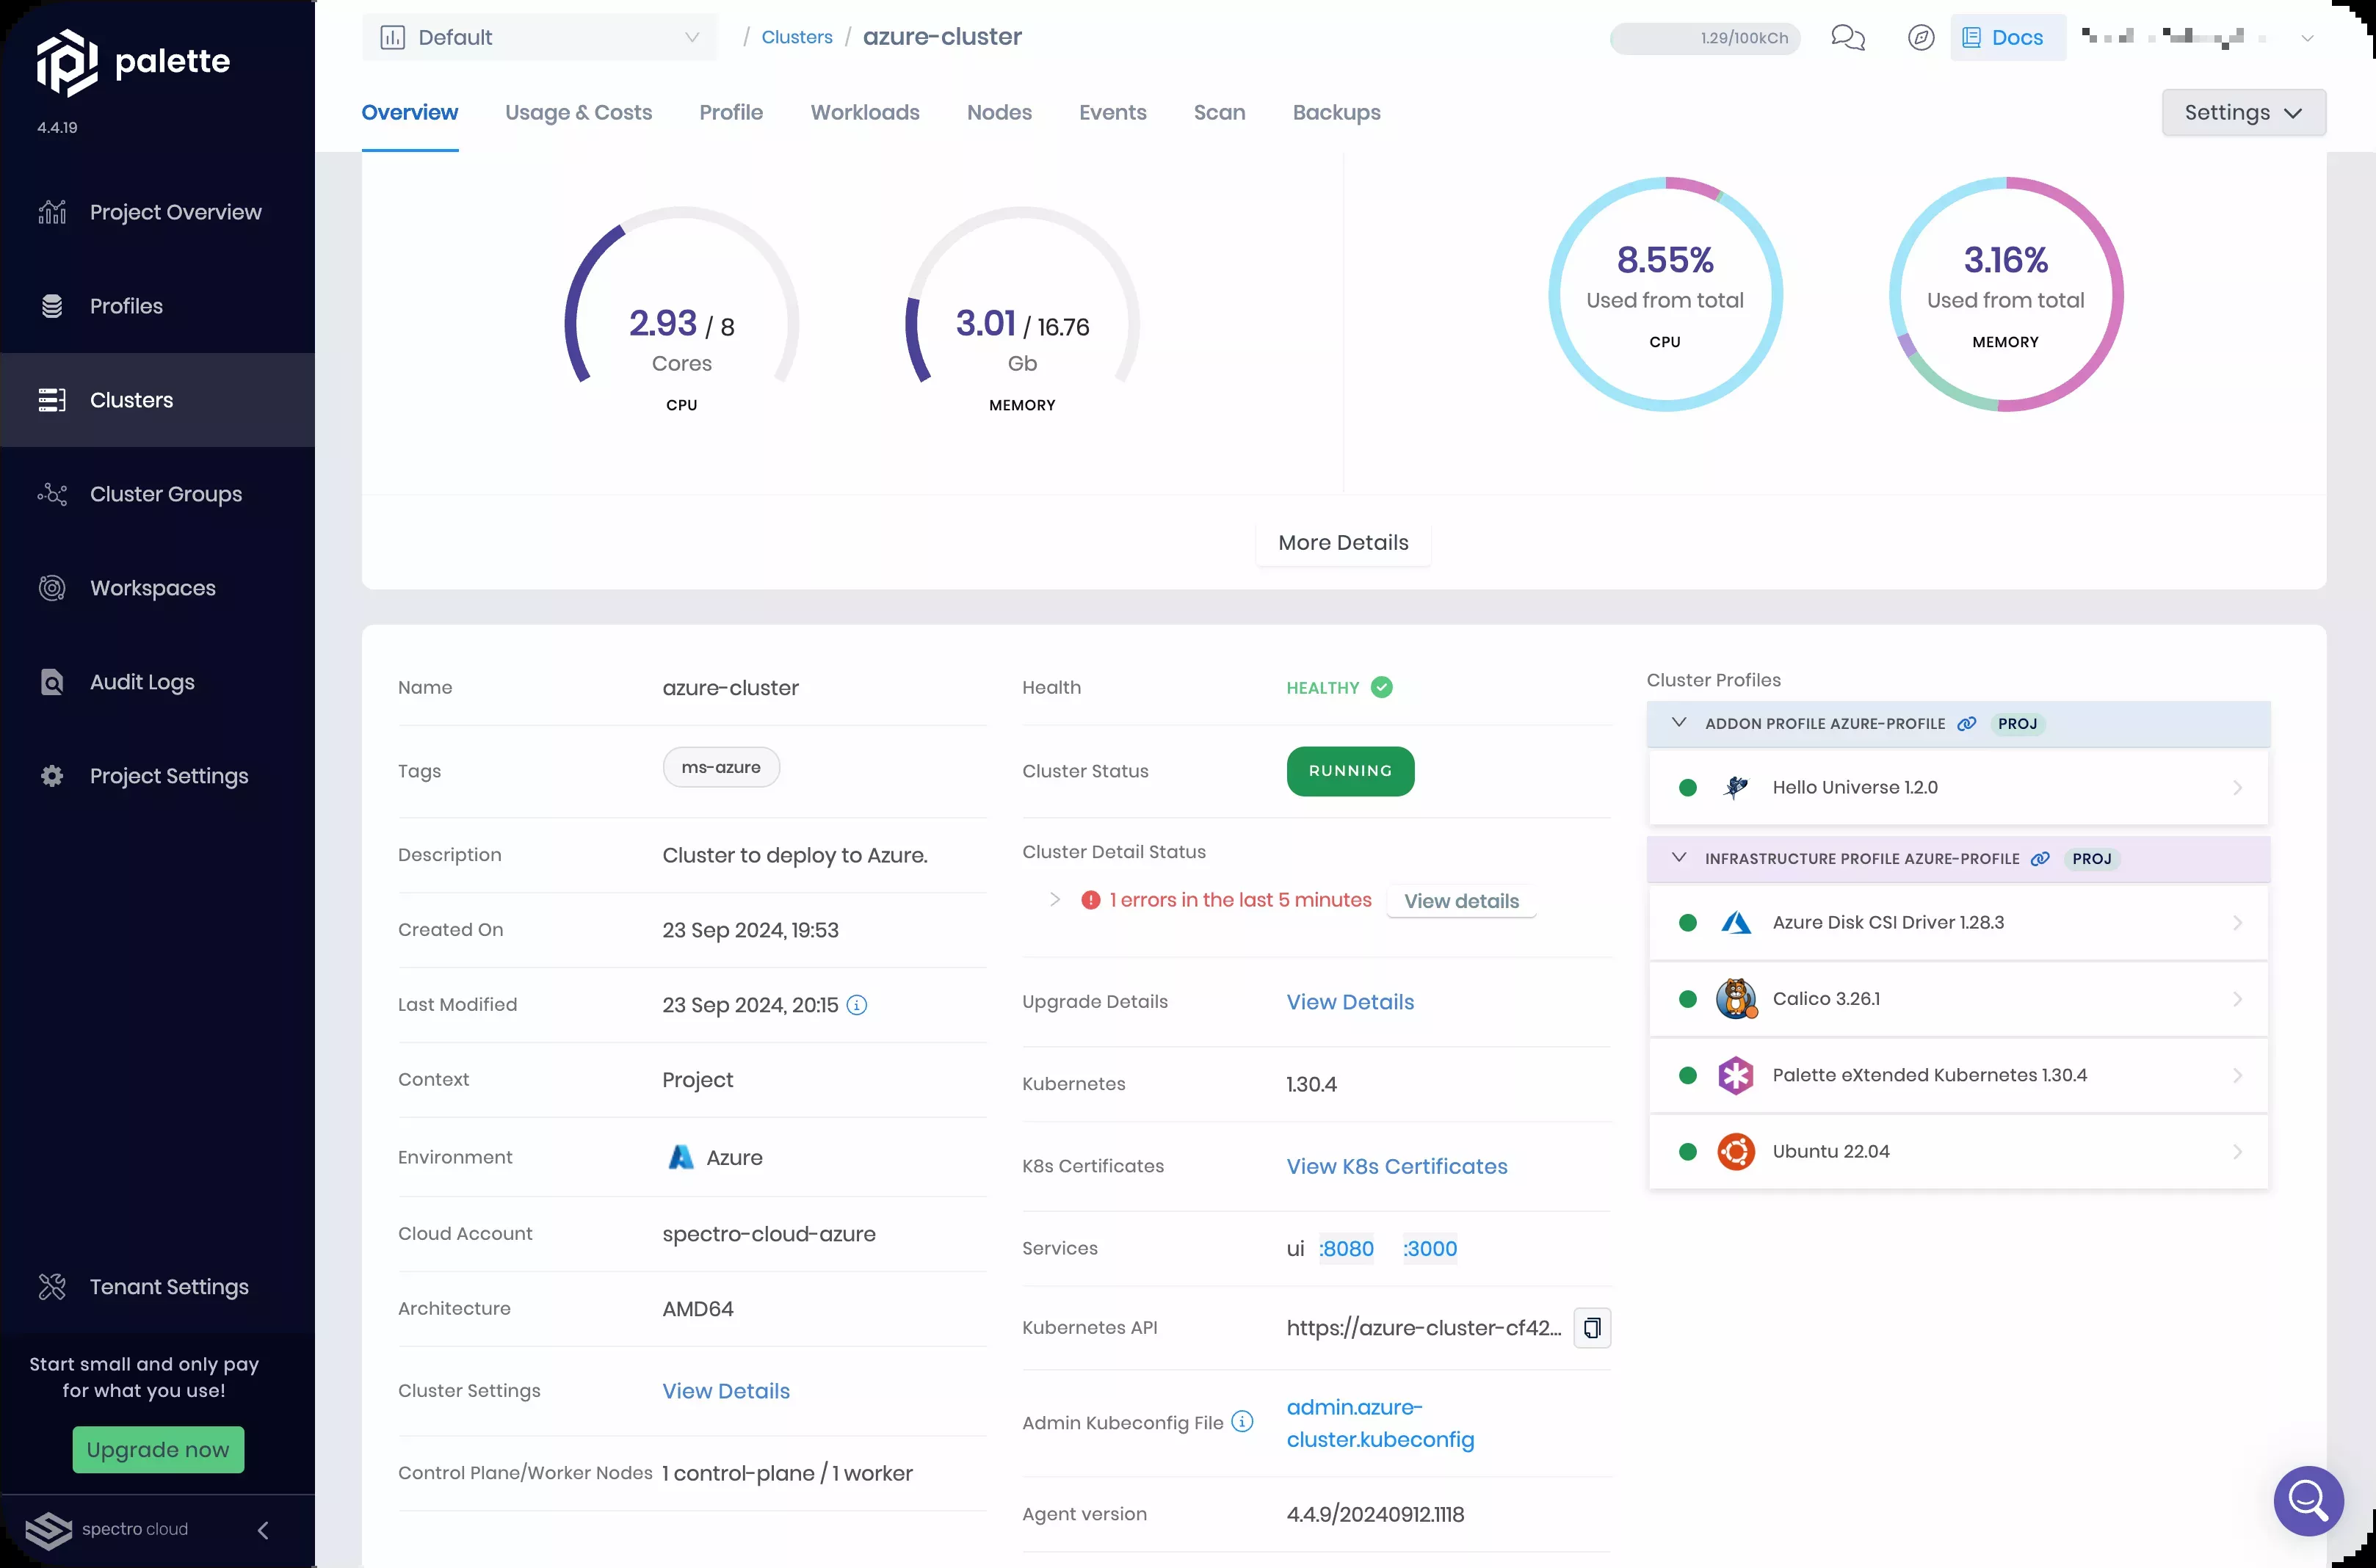 palette
4.4.19
Project Overview
Profiles
Clusters
Cluster Groups
Workspaces
Audit Logs
Project Settings
Tenant Settings
Start small and only pay
for what you use!
Upgrade now
spectro cloud
Default
/ Clusters / azure-cluster
1.29/100kCh
Docs
Overview Usage & Costs Profile Workloads Nodes Events Scan Backups
Settings
2.93 / 8
Cores
CPU
3.01 / 16.76
Gb
MEMORY
8.55%
Used from total
CPU
3.16%
Used from total
MEMORY
More Details
Name azure-cluster
Tags ms-azure
Description Cluster to deploy to Azure.
Created On 23 Sep 2024, 19:53
Last Modified 23 Sep 2024, 20:15
Context Project
Environment Azure
Cloud Account spectro-cloud-azure
Architecture AMD64
Cluster Settings View Details
Control Plane/Worker Nodes 1 control-plane / 1 worker
Health HEALTHY
Cluster Status RUNNING
Cluster Detail Status
1 errors in the last 5 minutes View details
Upgrade Details View Details
Kubernetes 1.30.4
K8s Certificates View K8s Certificates
Services ui :8080 :3000
Kubernetes API https://azure-cluster-cf42...
Admin Kubeconfig File admin.azure-
cluster.kubeconfig
Agent version 4.4.9/20240912.1118
Cluster Profiles
ADDON PROFILE AZURE-PROFILE PROJ
Hello Universe 1.2.0
INFRASTRUCTURE PROFILE AZURE-PROFILE PROJ
Azure Disk CSI Driver 1.28.3
Calico 3.26.1
Palette eXtended Kubernetes 1.30.4
Ubuntu 22.04